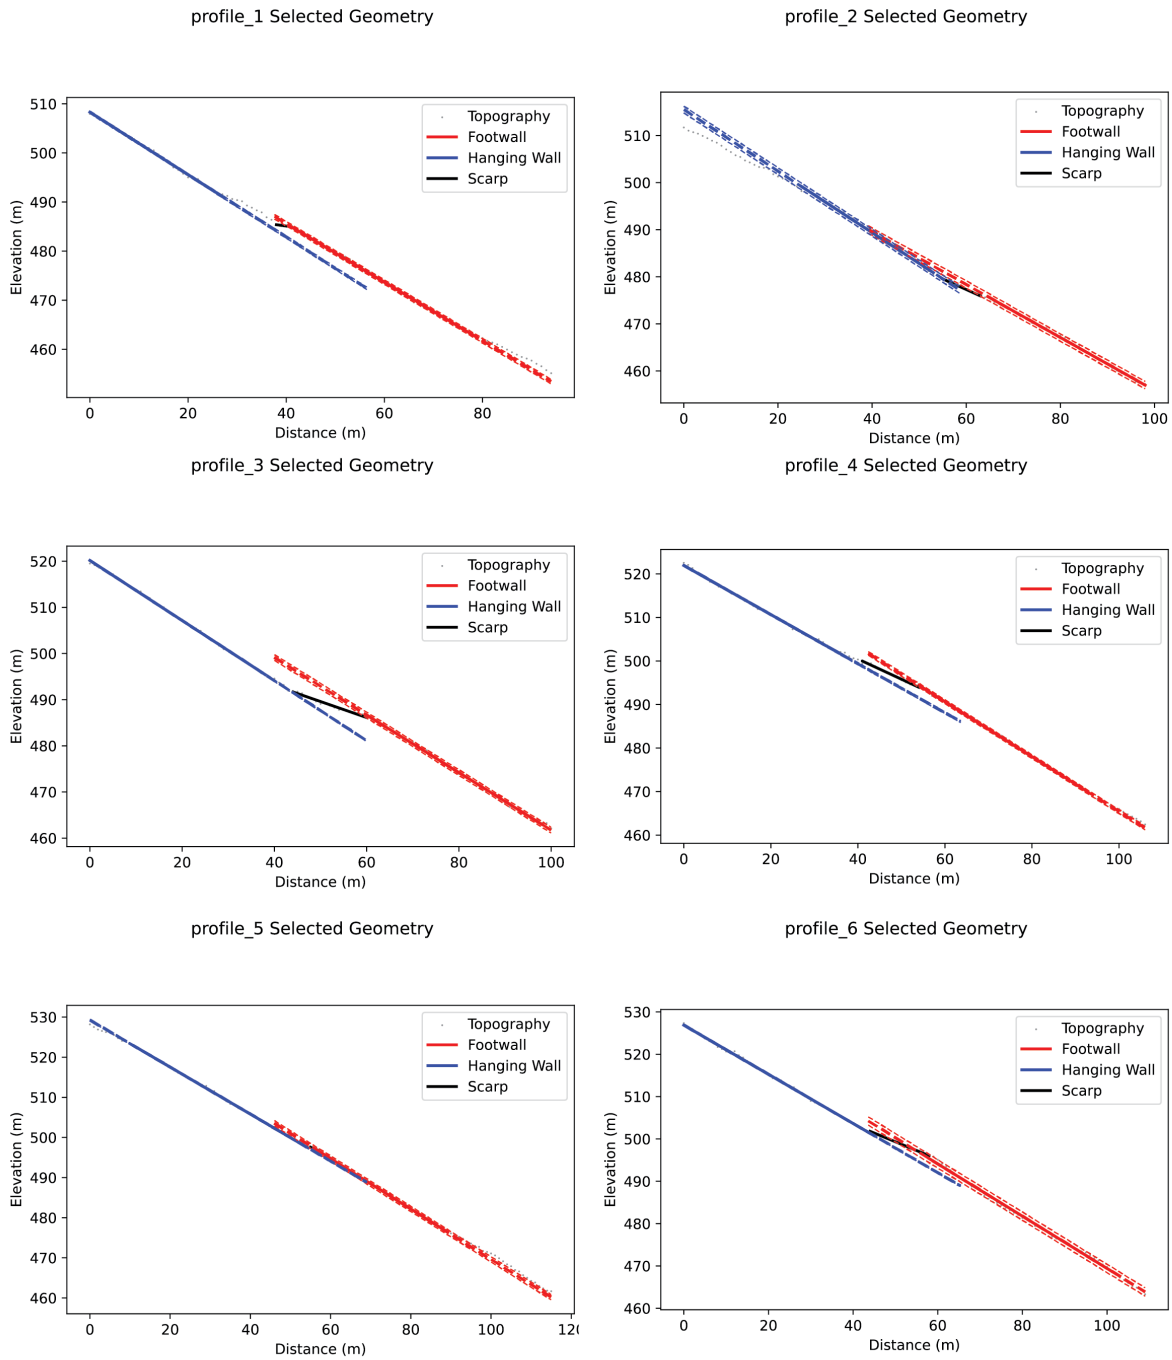 profile_1 Selected Geometry
510
500
490
480
470
460
Elevation (m)
0
20
40
60
80
Distance (m)
Topography
Footwall
Hanging Wall
Scarp
profile_2 Selected Geometry
510
500
490
480
470
460
Elevation (m)
0
20
40
60
80
100
Distance (m)
Topography
Footwall
Hanging Wall
Scarp
profile_3 Selected Geometry
520
510
500
490
480
470
460
Elevation (m)
0
20
40
60
80
100
Distance (m)
Topography
Footwall
Hanging Wall
Scarp
profile_4 Selected Geometry
520
510
500
490
480
470
460
Elevation (m)
0
20
40
60
80
100
Distance (m)
Topography
Footwall
Hanging Wall
Scarp
profile_5 Selected Geometry
530
520
510
500
490
480
470
460
Elevation (m)
0
20
40
60
80
100
Distance (m)
Topography
Footwall
Hanging Wall
Scarp
profile_6 Selected Geometry
530
520
510
500
490
480
470
460
Elevation (m)
0
20
40
60
80
100
Distance (m)
Topography
Footwall
Hanging Wall
Scarp